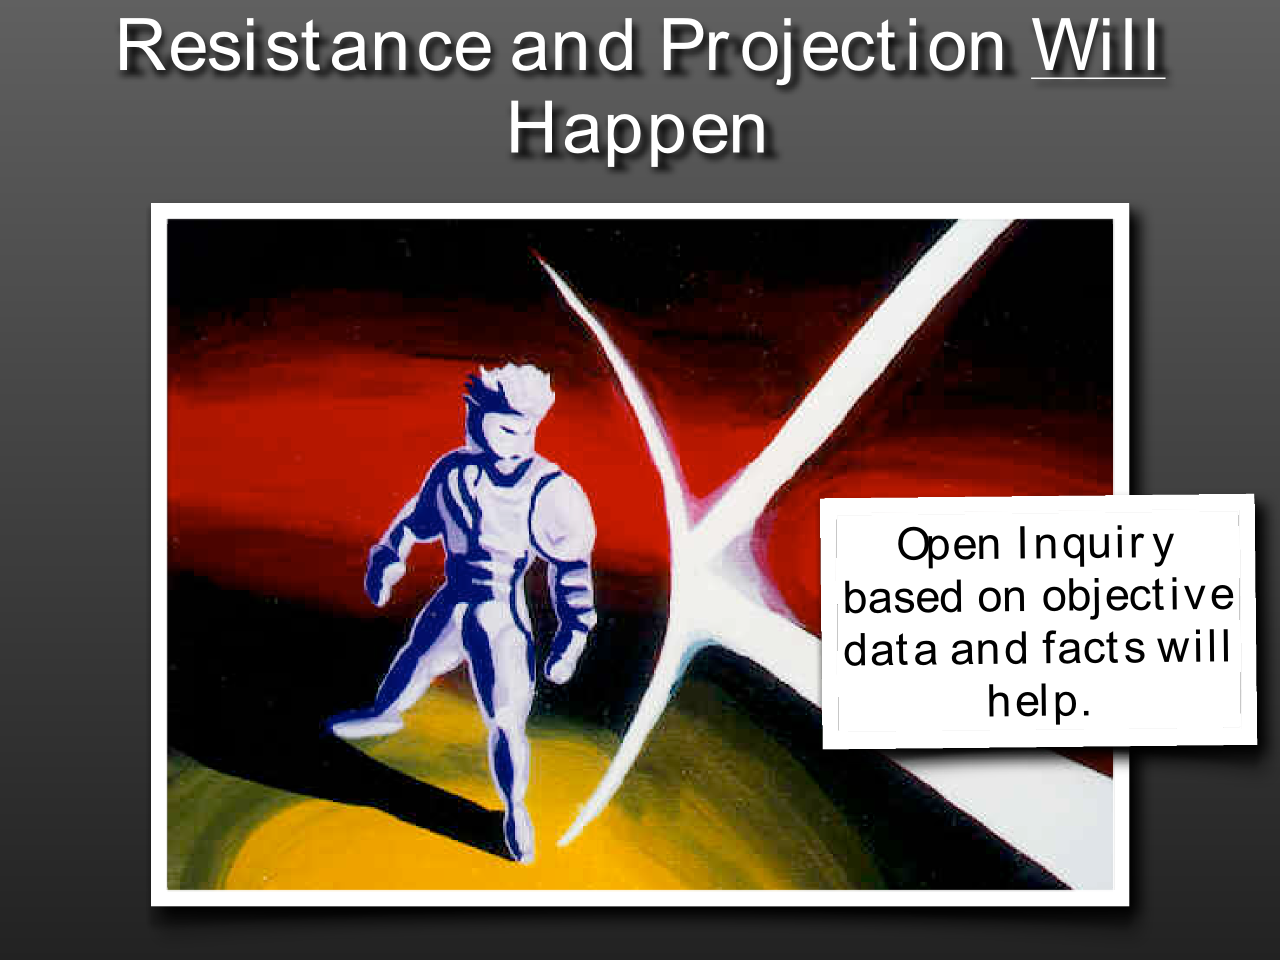 Resistance and Projection Will
Happen
Open Inquiry
based on objective
data and facts will
help.